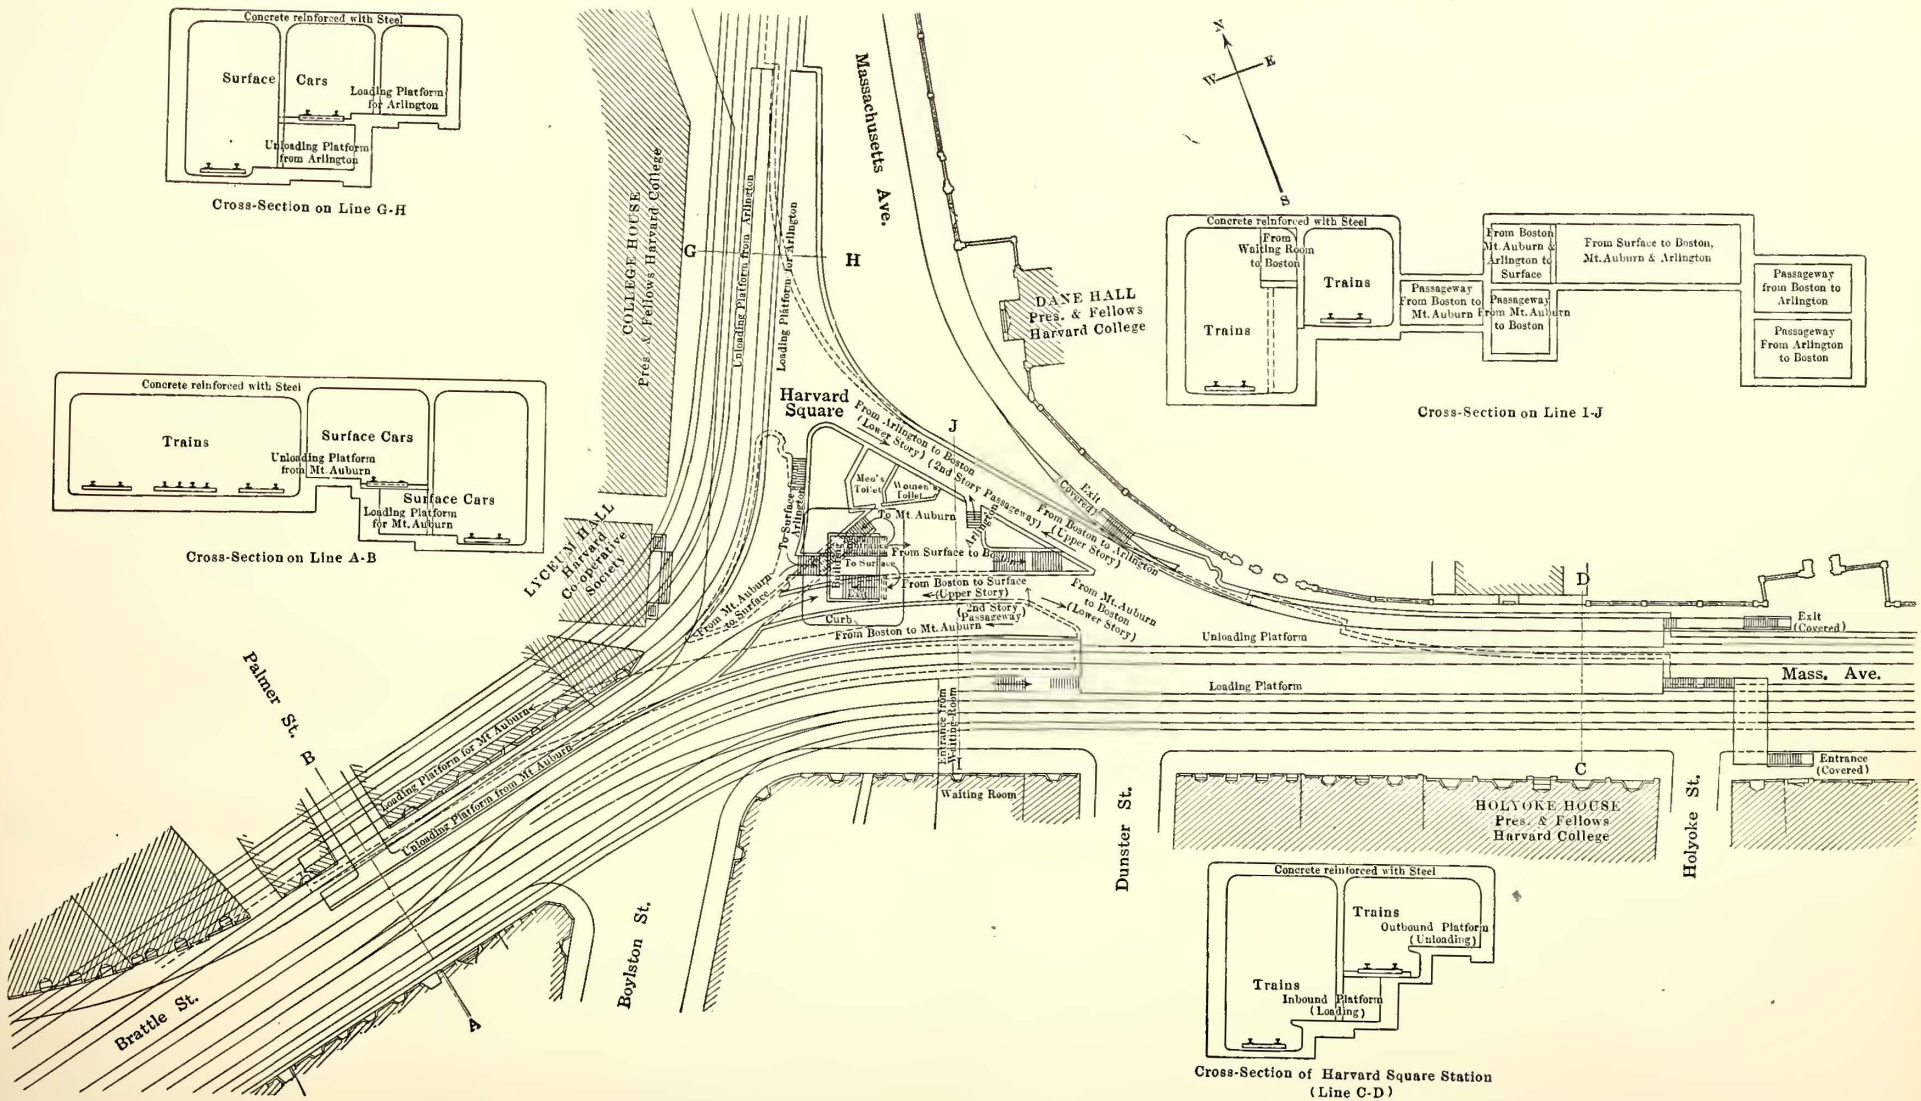 Concrete reinforced with Steel
Surface
Cars
Loading Platform
for Arlington
Unloading Platform
from Arlington
Cross-Section on Line G-H
Concrete reinforced with Steel
Trains
Surface Cars
Unloading Platform
from Mt. Auburn
Surface Cars
Loading Platform
for Mt. Auburn
Cross-Section on Line A-B
COLLEGE HOUSE
Pres. & Fellows Harvard College
Massachusetts Ave.
G
H
Unloading Platform from Arlington
Loading Platform for Arlington
N
W
E
S
DANE HALL
Pres. & Fellows
Harvard College
Concrete reinforced with Steel
From
Waiting Room
to Boston
Trains
Trains
Passageway
From Boston to
Mt. Auburn
From Boston
Mt. Auburn &
Arlington to
Surface
Passageway
From Mt. Auburn
to Boston
From Surface to Boston,
Mt. Auburn & Arlington
Passageway
from Boston to
Arlington
Passageway
From Arlington
to Boston
Cross-Section on Line I-J
Harvard
Square
J
From Arlington to Boston
(Lower Story) (2nd Story Passageway)
From Boston to Arlington
(Upper Story)
Exit
(Covered)
Men's
Toilet
Women's
Toilet
To Mt. Auburn
Arlington
To Surface
Arlington
Entrance
From Surface to Boston
Building
To Surface
Exit
From Boston to Surface
(Upper Story)
(2nd Story
Passageway)
From Mt. Auburn
to Boston
(Lower Story)
From Mt. Auburn
to Surface
Curb
From Boston to Mt. Auburn
LYCEUM HALL
Harvard
Cooperative
Society
Unloading Platform
Loading Platform
D
Exit
(Covered)
Mass. Ave.
Entrance
(Covered)
Palmer St.
B
Loading Platform for Mt Auburn
Unloading Platform from Mt Auburn
Entrance from
Waiting Room
I
Waiting Room
C
HOLYOKE HOUSE
Pres. & Fellows
Harvard College
Dunster St.
Holyoke St.
Boylston St.
Brattle St.
A
Concrete reinforced with Steel
Trains
Outbound Platform
(Unloading)
Trains
Inbound Platform
(Loading)
Cross-Section of Harvard Square Station
(Line C-D)